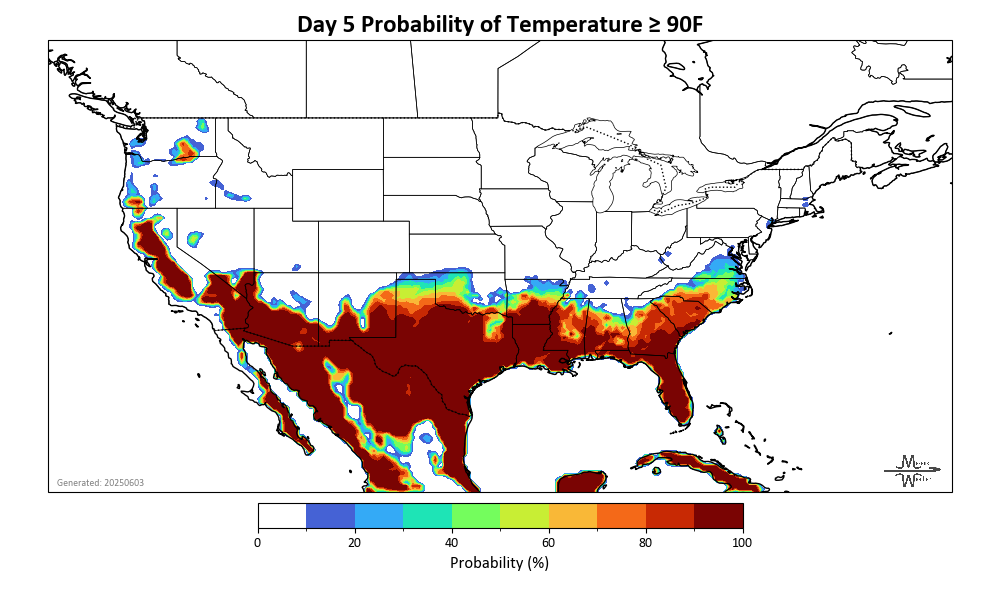 Day 5 Probability of Temperature ≥ 90F
Generated: 20250603
0 20 40 60 80 100
Probability (%)